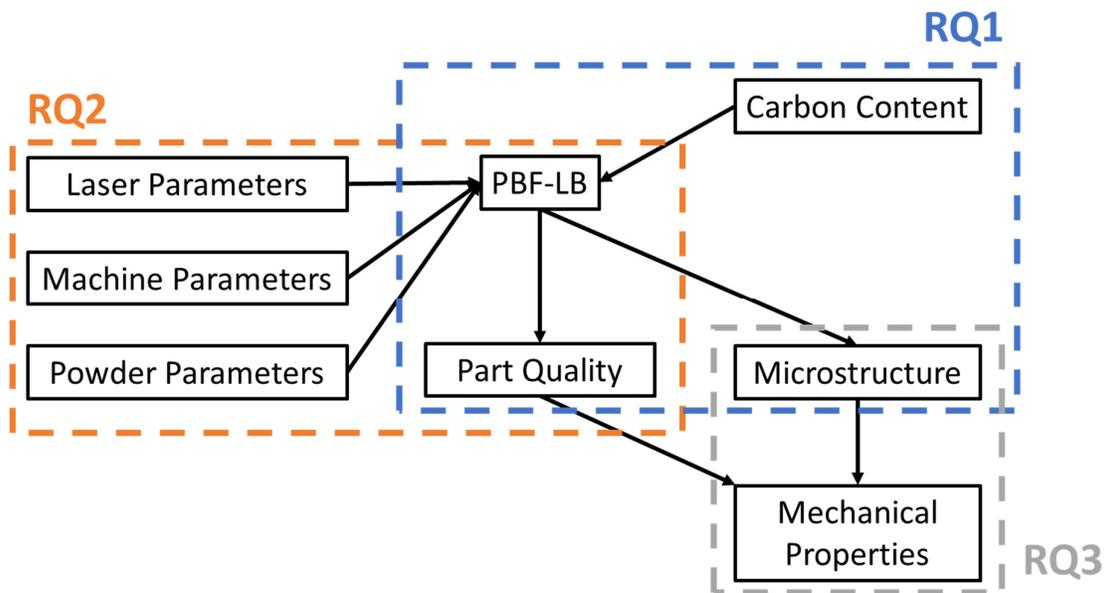 RQ1
Carbon Content
RQ2
Laser Parameters
PBF-LB
Machine Parameters
Powder Parameters
Part Quality
Microstructure
Mechanical
Properties
RQ3